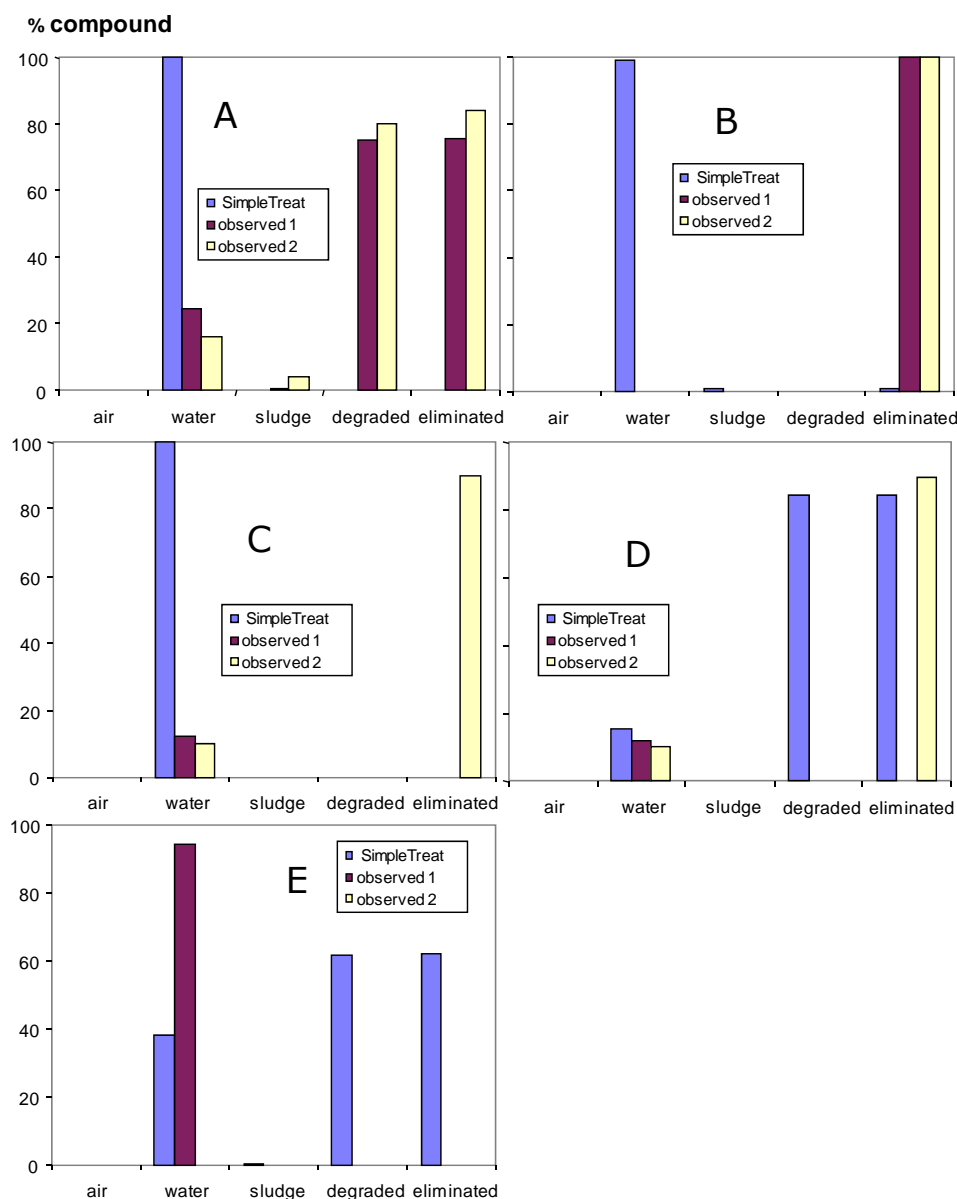 % compound
100
80
60
40
20
0
A
SimpleTreat
observed 1
observed 2
air water sludge degraded eliminated
B
SimpleTreat
observed 1
observed 2
air water sludge degraded eliminated
100
80
60
40
20
0
C
SimpleTreat
observed 1
observed 2
air water sludge degraded eliminated
D
SimpleTreat
observed 1
observed 2
air water sludge degraded eliminated
100
80
60
40
20
0
E
SimpleTreat
observed 1
observed 2
air water sludge degraded eliminated